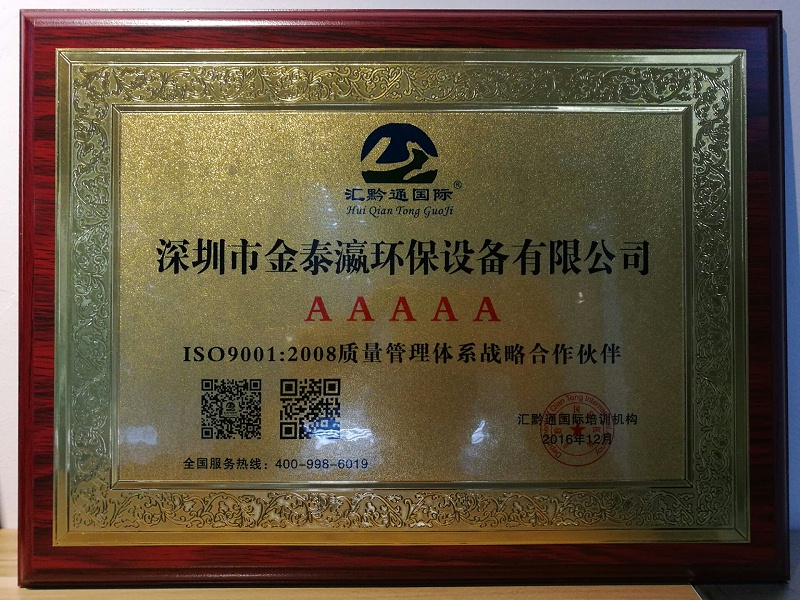 汇黔通国际®
Hui Qian Tong GuoJi
深圳市金泰瀛环保设备有限公司
AAAAA
ISO9001:2008质量管理体系战略合作伙伴
汇黔通国际培训机构
2016年12月
全国服务热线：400-998-6019